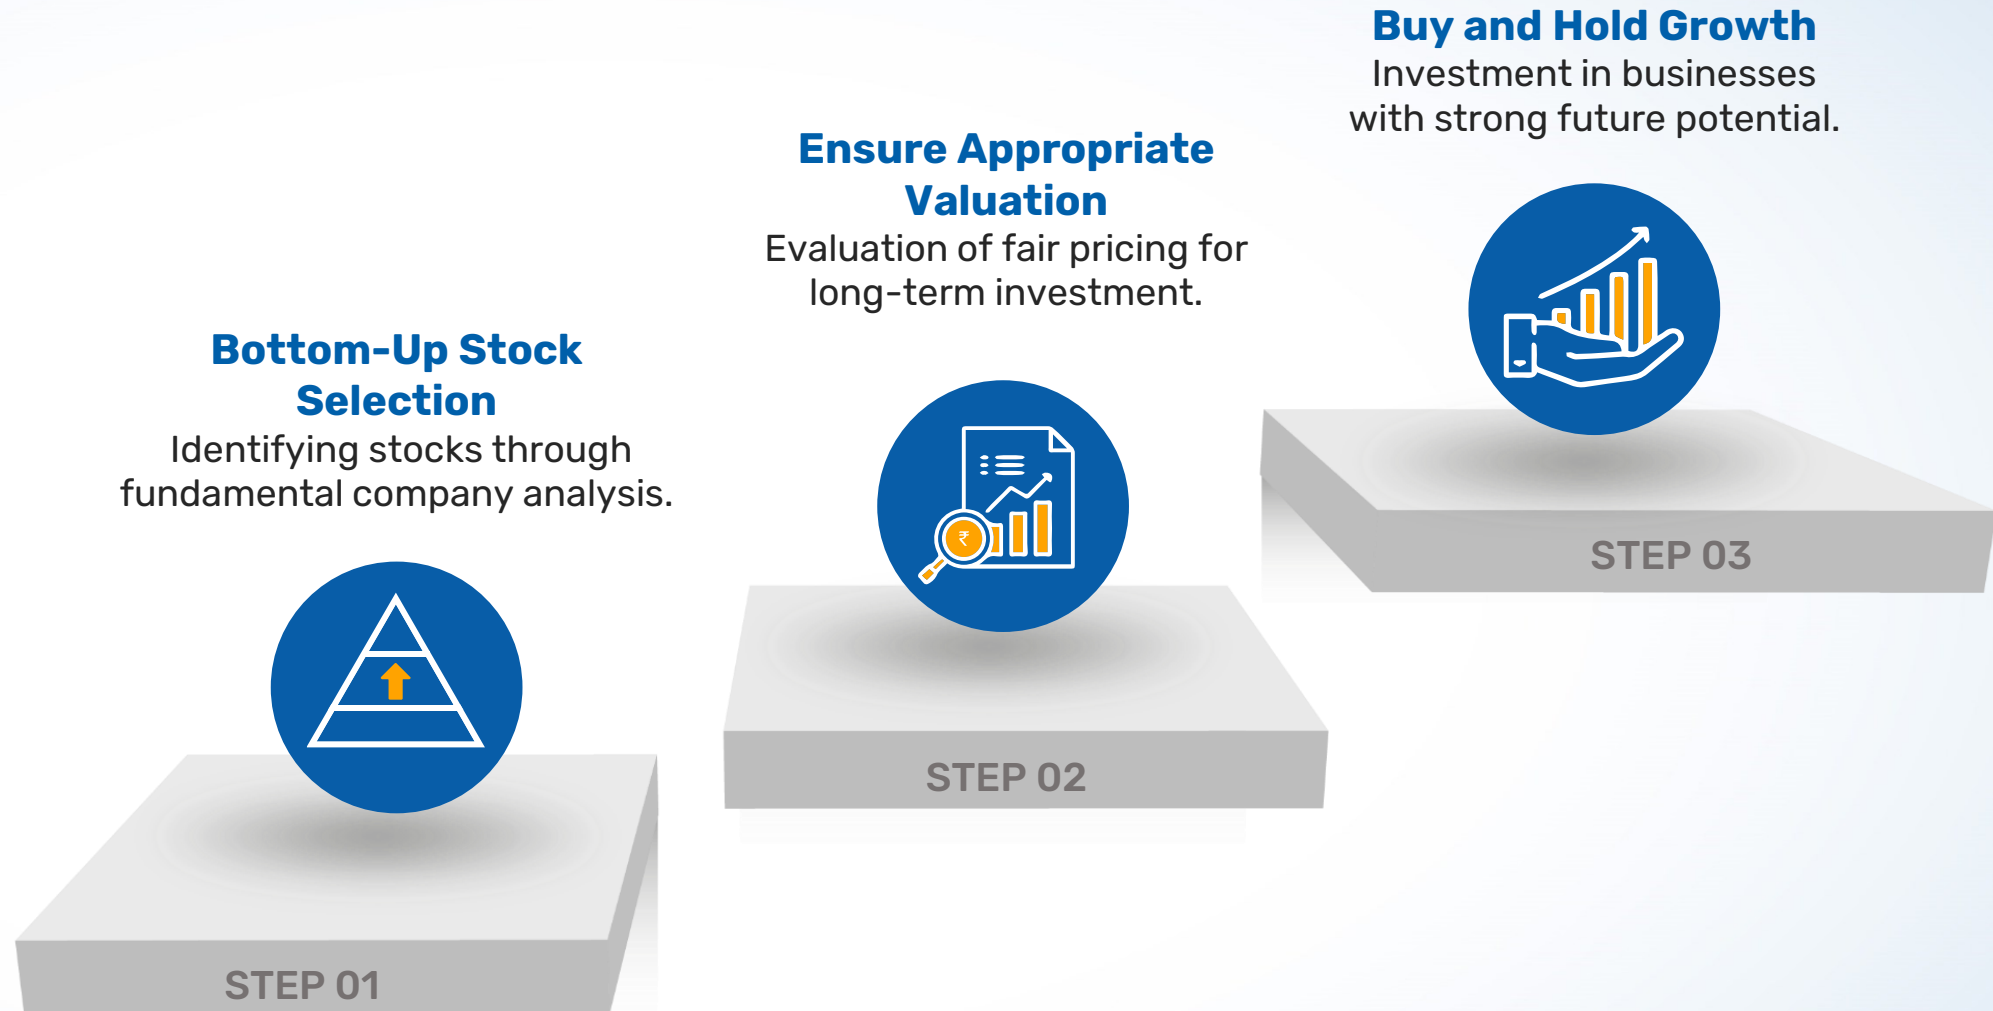 Bottom-Up Stock
Selection
Identifying stocks through
fundamental company analysis.
STEP 01
Ensure Appropriate
Valuation
Evaluation of fair pricing for
long-term investment.
₹
STEP 02
Buy and Hold Growth
Investment in businesses
with strong future potential.
STEP 03